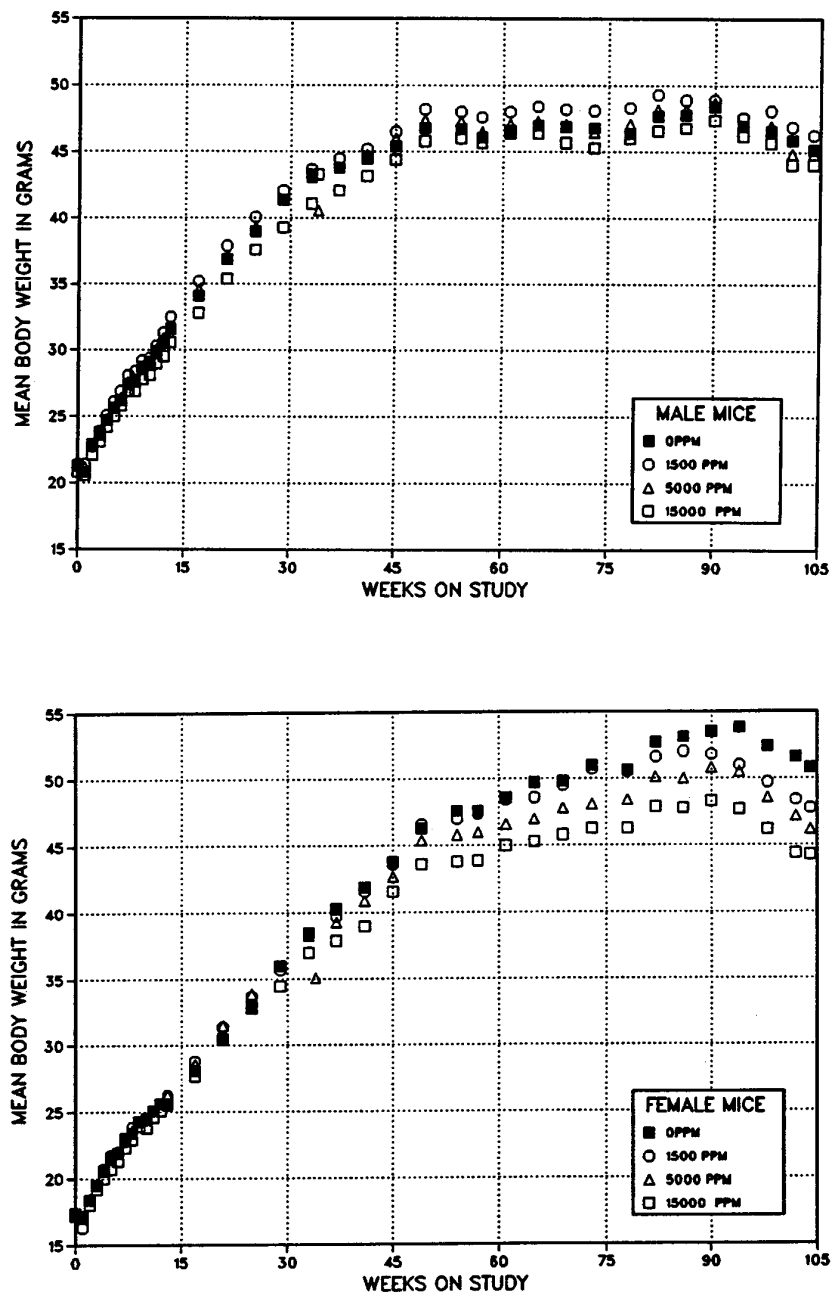 55
50
45
40
35
30
25
20
15
MEAN BODY WEIGHT IN GRAMS
MALE MICE
0PPM
1500 PPM
5000 PPM
15000 PPM
0 15 30 45 60 75 90 105
WEEKS ON STUDY
55
50
45
40
35
30
25
20
15
MEAN BODY WEIGHT IN GRAMS
FEMALE MICE
0PPM
1500 PPM
5000 PPM
15000 PPM
0 15 30 45 60 75 90 105
WEEKS ON STUDY